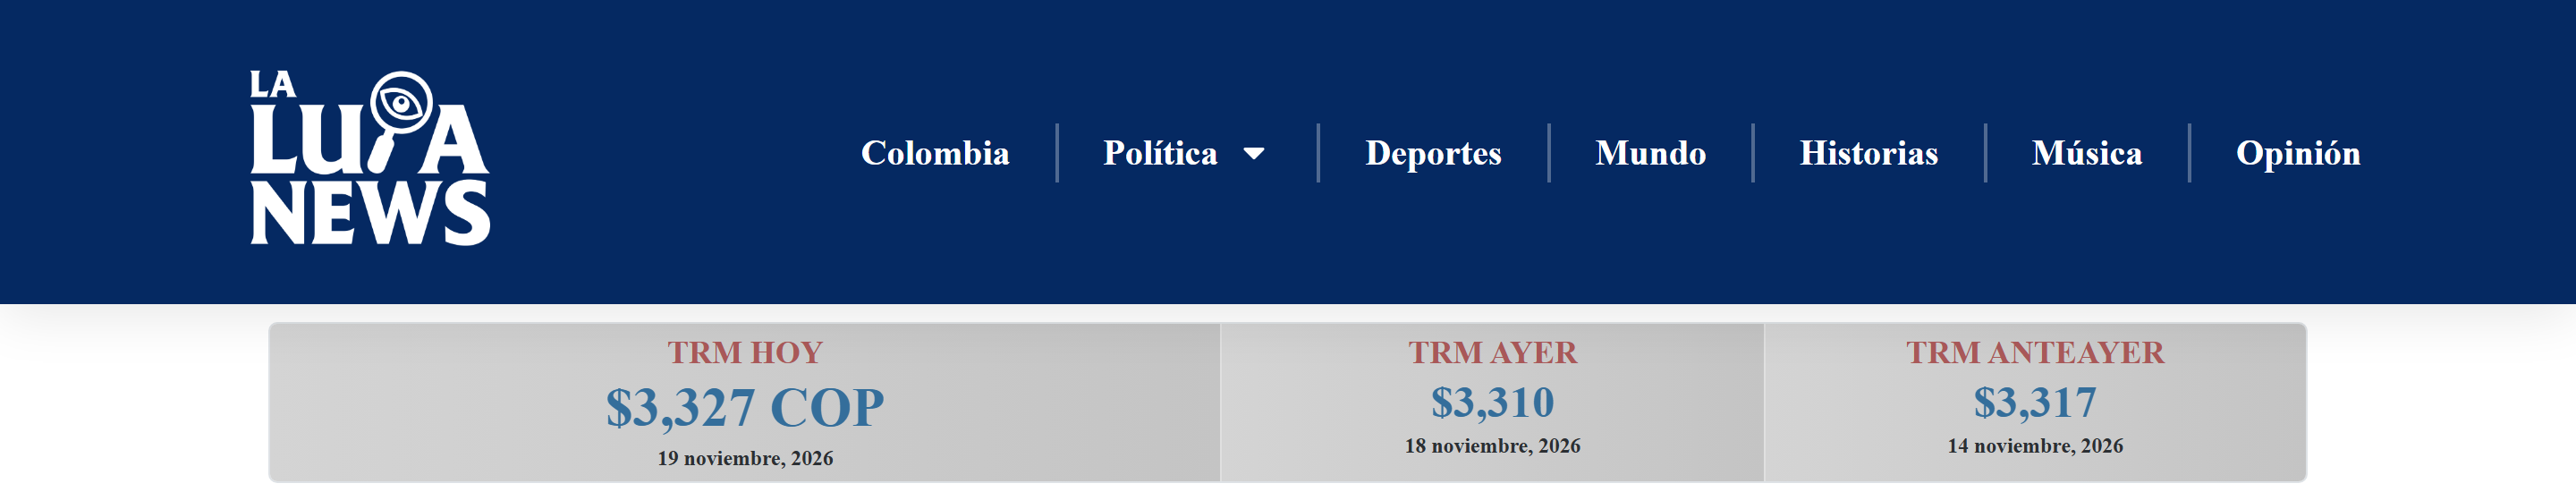 LA
LUPA
NEWS
Colombia
Política
Deportes
Mundo
Historias
Música
Opinión
TRM HOY
$3,327 COP
19 noviembre, 2026
TRM AYER
$3,310
18 noviembre, 2026
TRM ANTEAYER
$3,317
14 noviembre, 2026